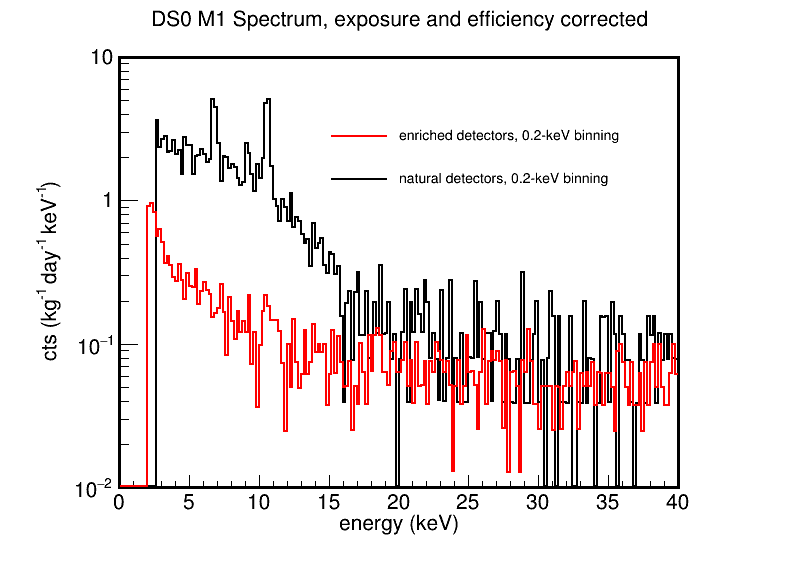 DS0 M1 Spectrum, exposure and efficiency corrected
10
1
10⁻¹
10⁻²
cts (kg⁻¹ day⁻¹ keV⁻¹)
enriched detectors, 0.2-keV binning
natural detectors, 0.2-keV binning
0 5 10 15 20 25 30 35 40
energy (keV)